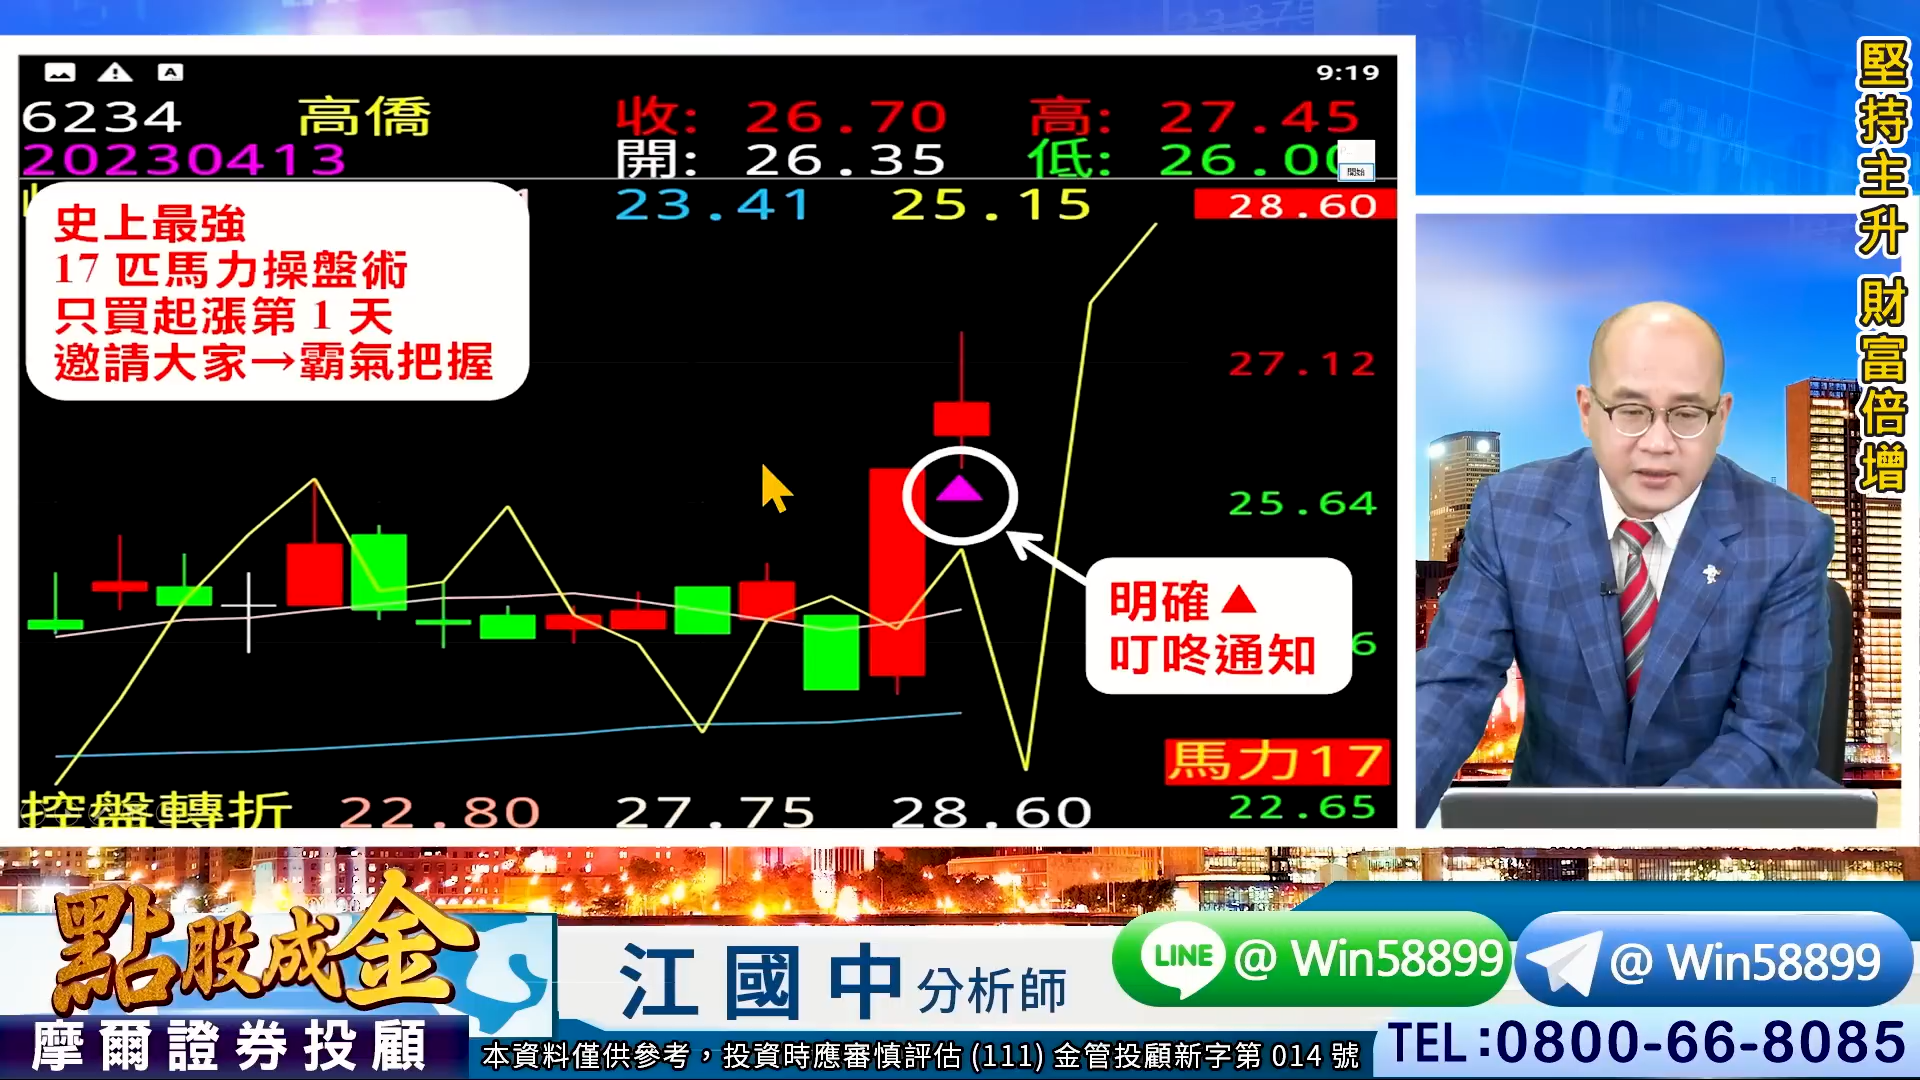 9:19
6234 高僑 收: 26.70 高: 27.45
20230413 開: 26.35 低: 26.00
開始
23.41 25.15 28.60
史上最強
17 匹馬力操盤術
只買起漲第 1 天
邀請大家→霸氣把握
27.12
25.64
明確▲
叮咚通知
6
馬力17
控盤轉折 22.80 27.75 28.60 22.65
堅持主升 財富倍增
點股成金
摩爾證券投顧
江國中 分析師
LINE @ Win58899
@ Win58899
TEL:0800-66-8085
本資料僅供參考，投資時應審慎評估 (111) 金管投顧新字第 014 號